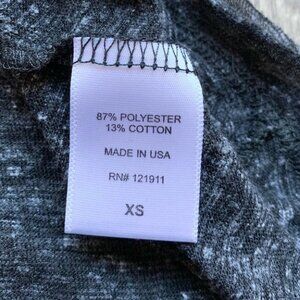 87% POLYESTER
13% COTTON
MADE IN USA
RN# 121911
XS